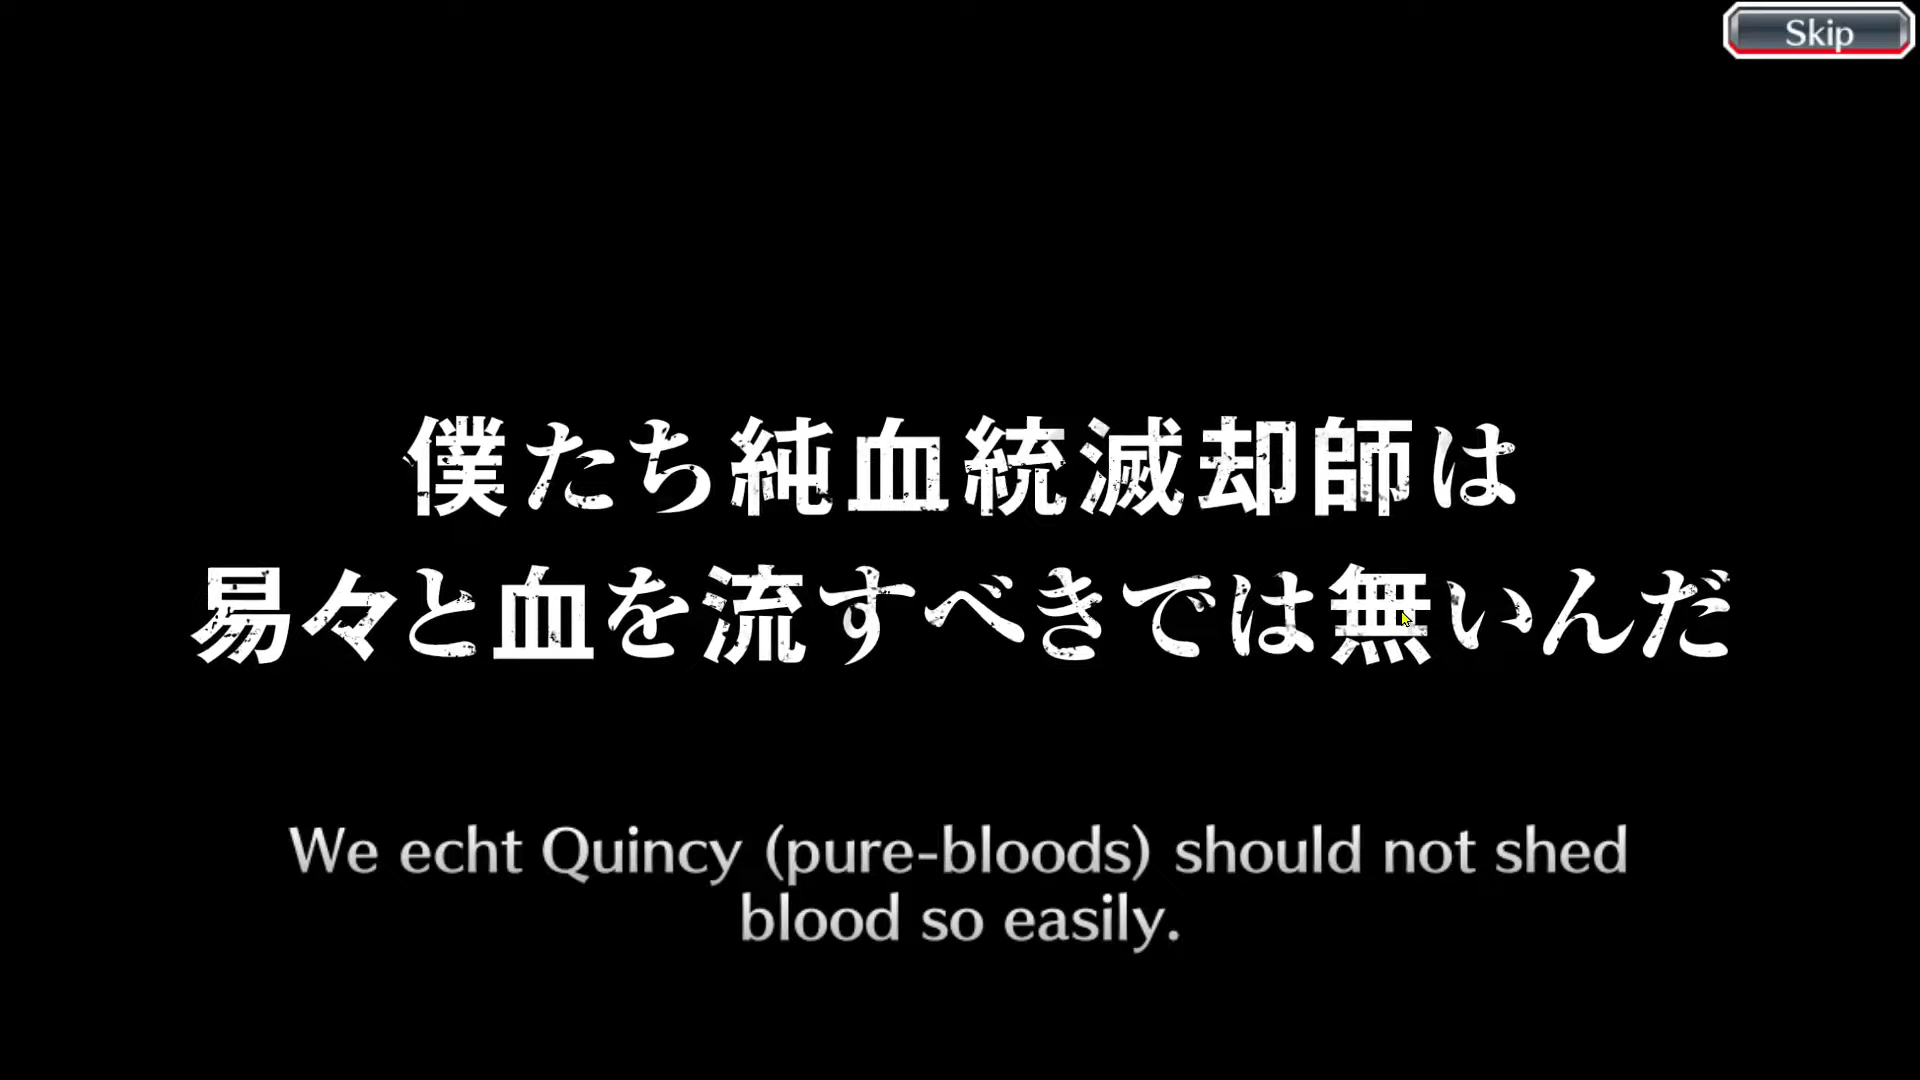 Skip
僕たち純血統滅却師は
易々と血を流すべきでは無いんだ
We echt Quincy (pure-bloods) should not shed
blood so easily.